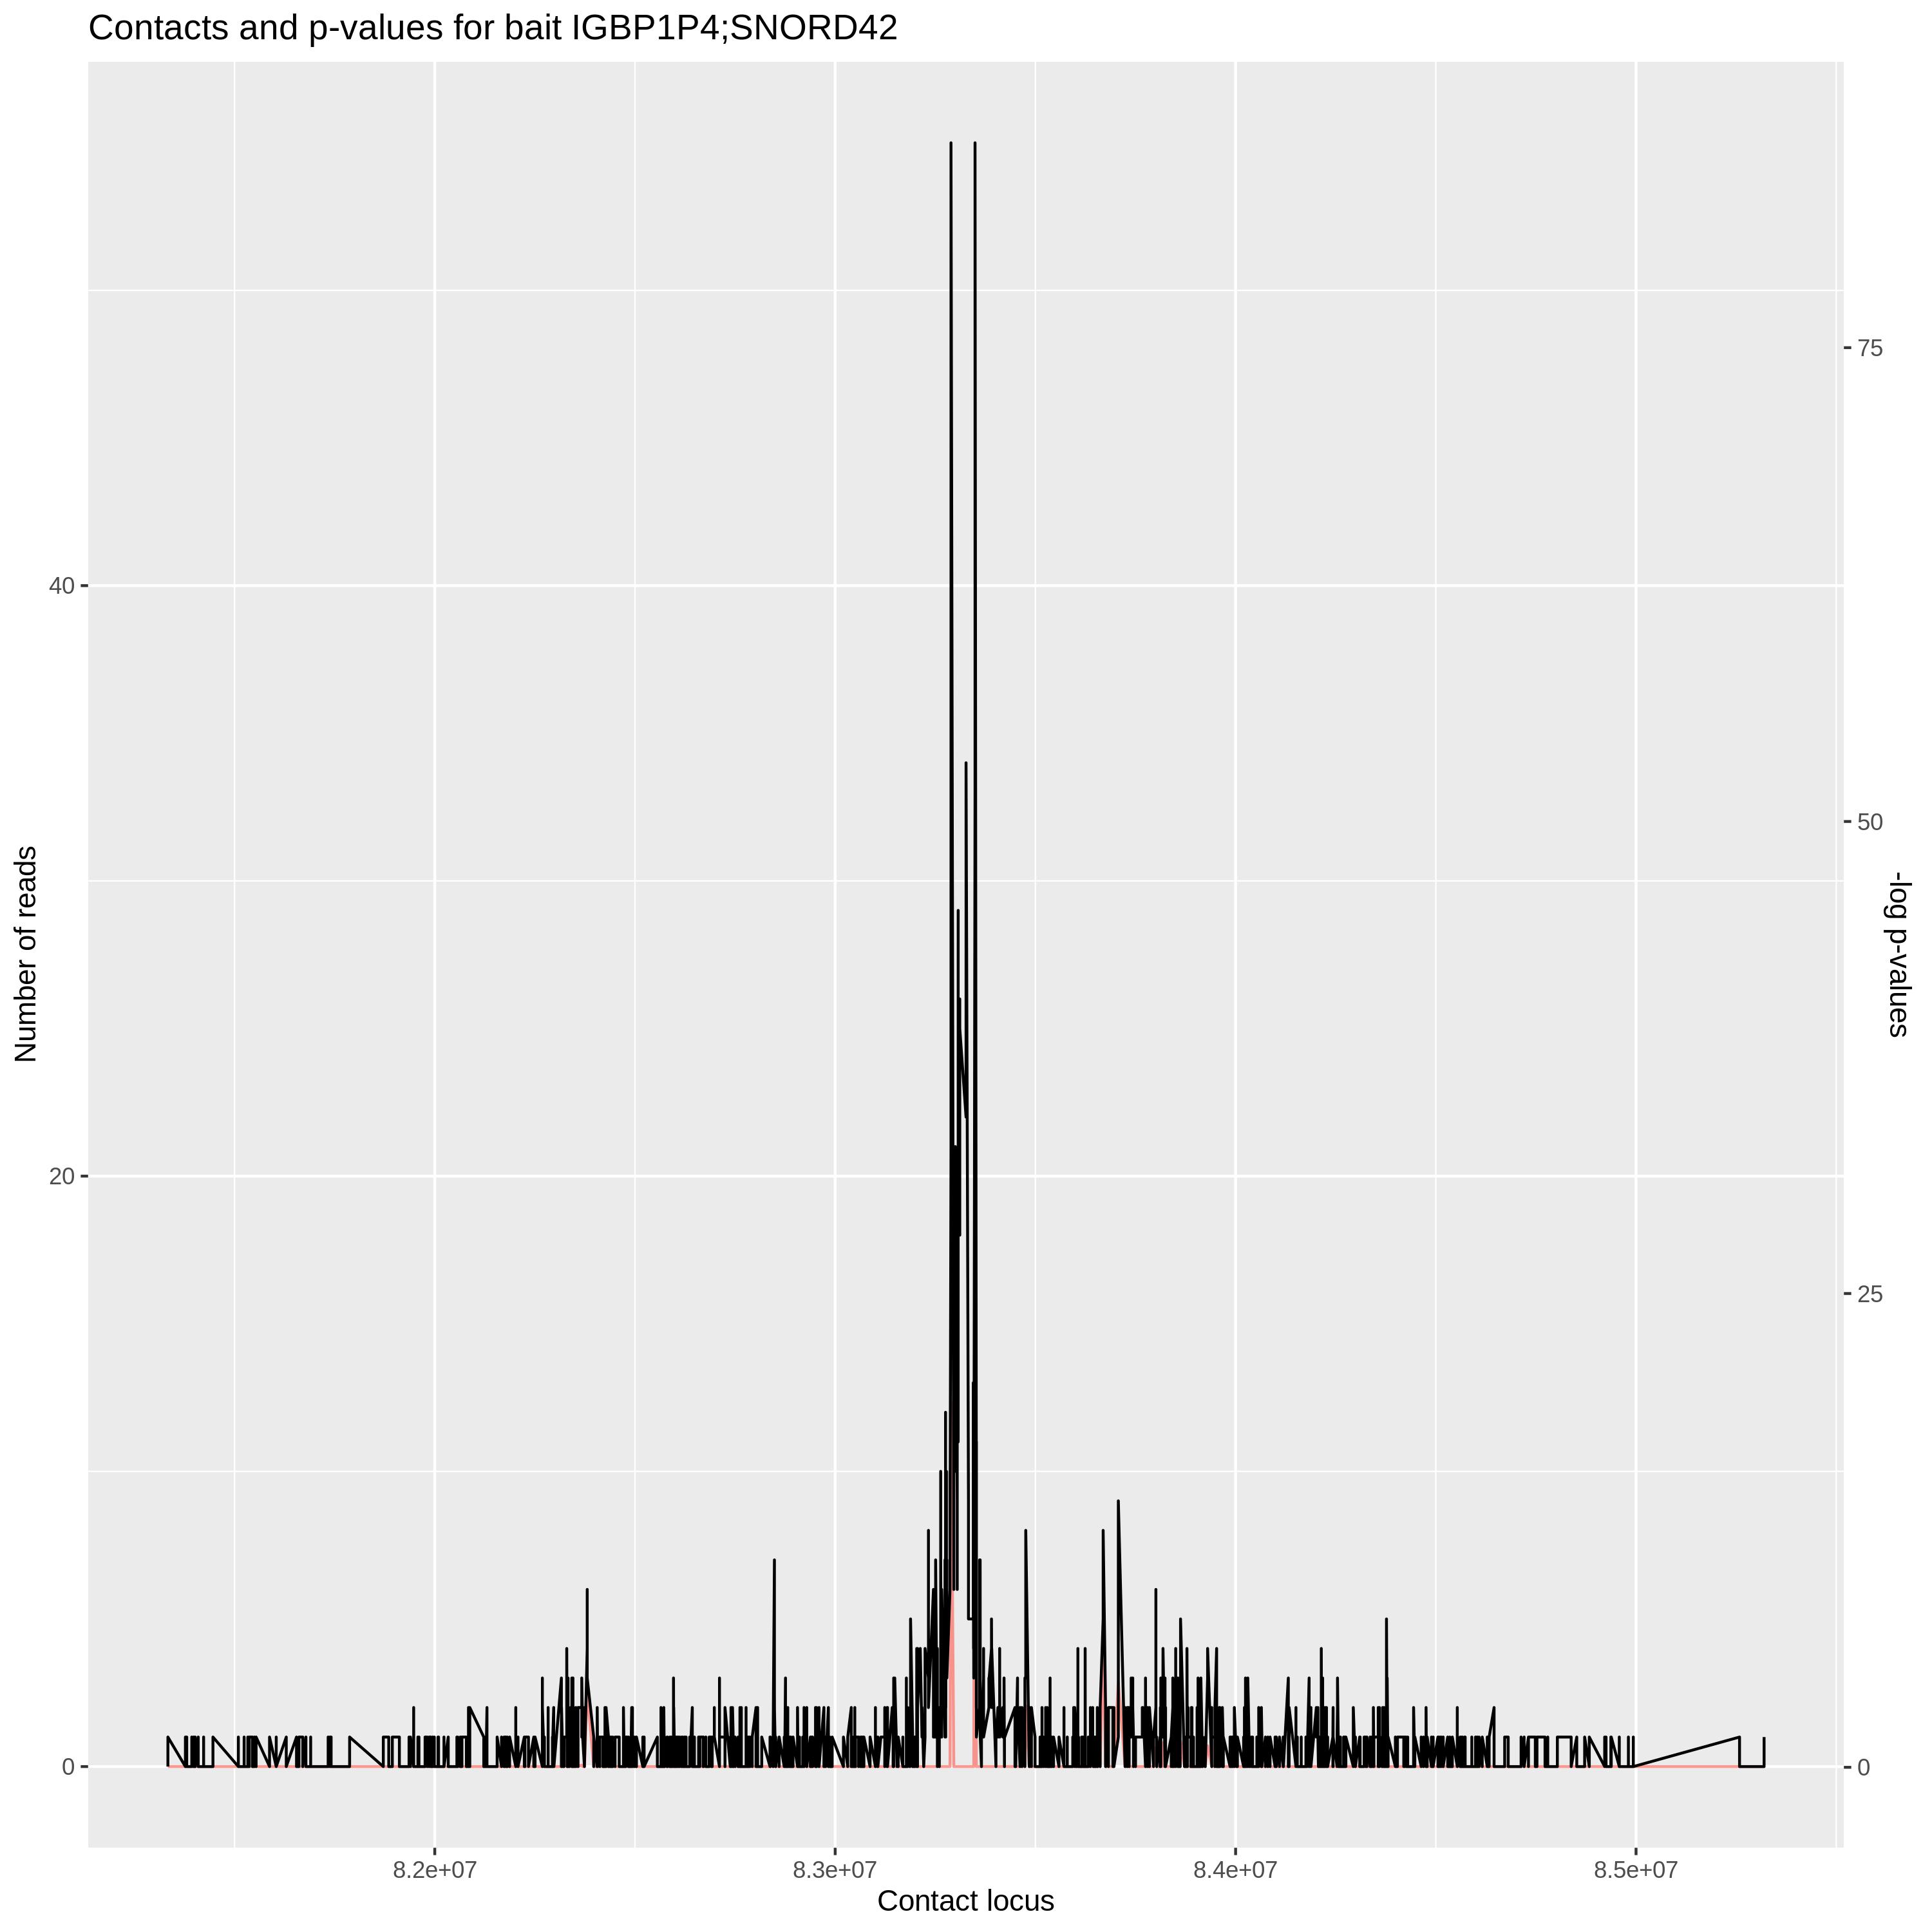 Contacts and p-values for bait IGBP1P4;SNORD42
Number of reads
40
20
0
75
50
25
0
-log p-values
8.2e+07
8.3e+07
8.4e+07
8.5e+07
Contact locus